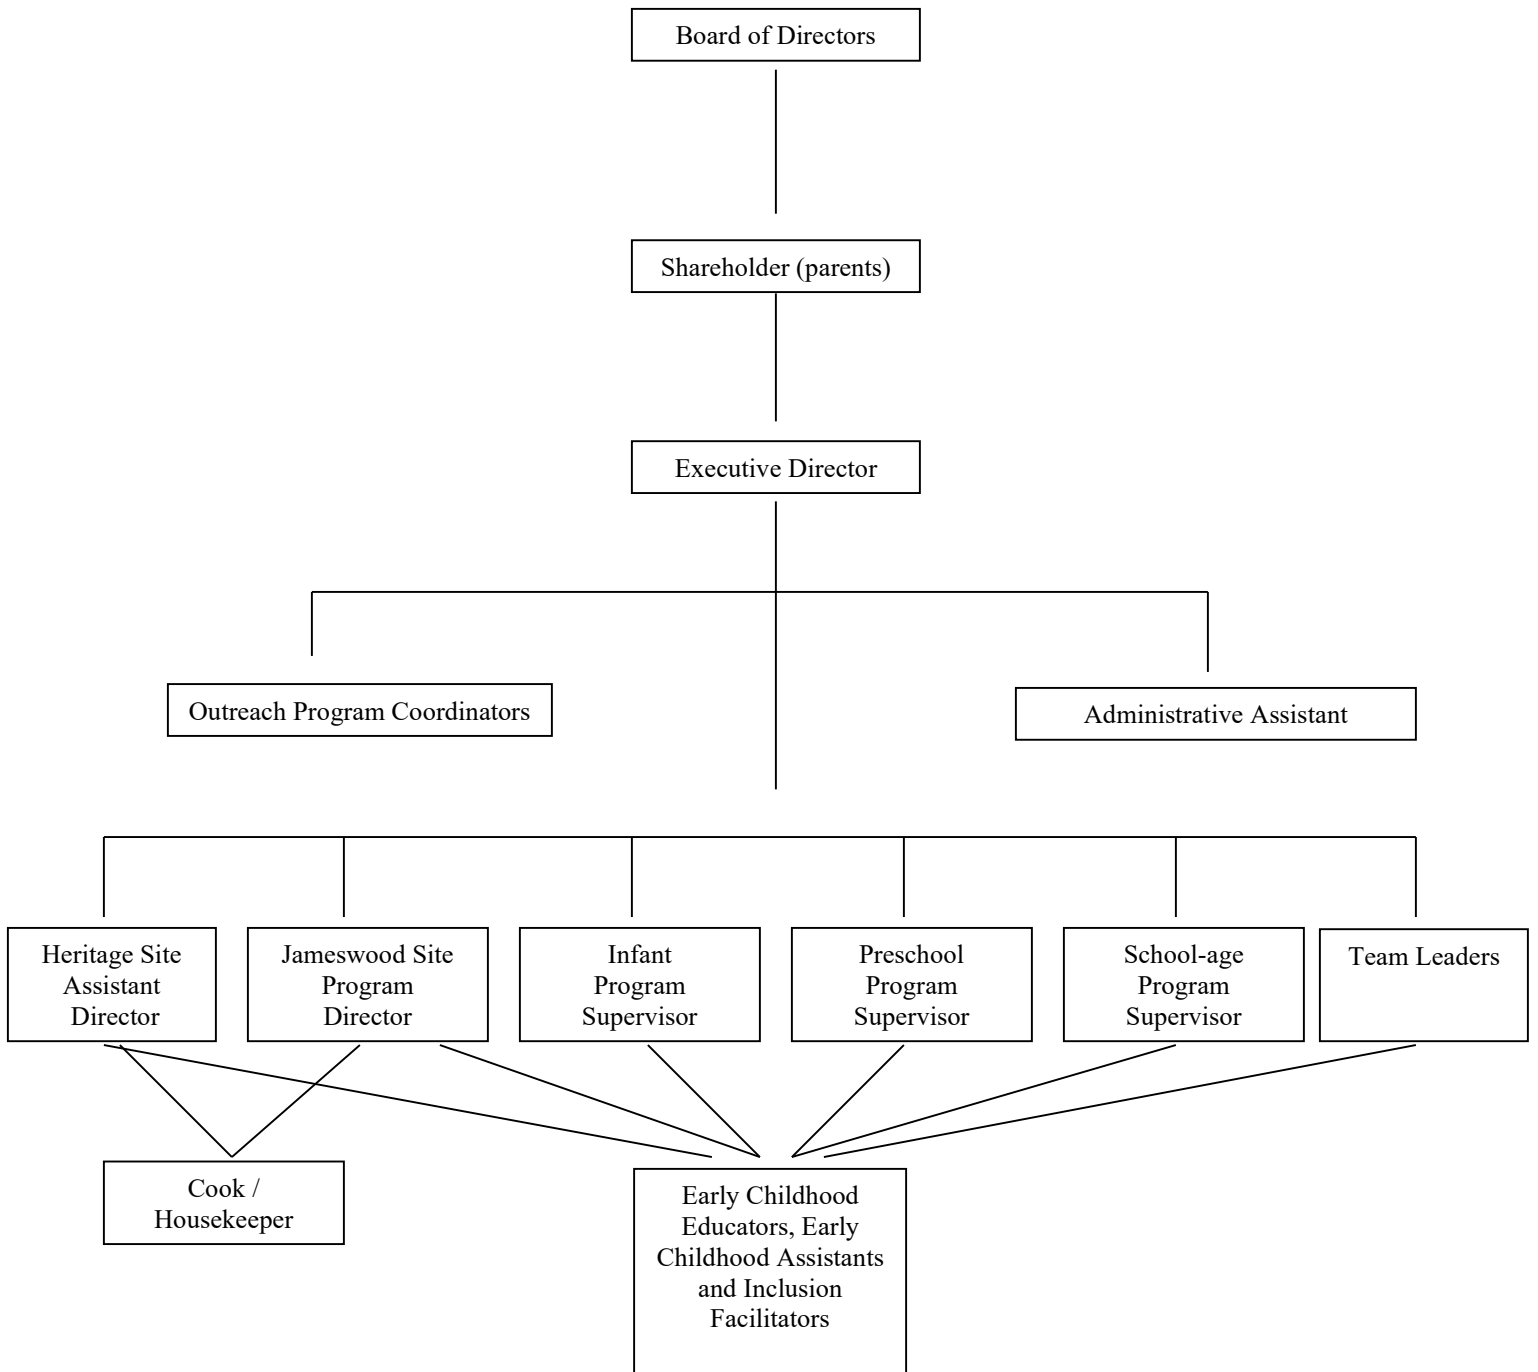 Board of Directors
Shareholder (parents)
Executive Director
Outreach Program Coordinators
Administrative Assistant
Heritage Site
Assistant
Director
Jameswood Site
Program
Director
Infant
Program
Supervisor
Preschool
Program
Supervisor
School-age
Program
Supervisor
Team Leaders
Cook /
Housekeeper
Early Childhood
Educators, Early
Childhood Assistants
and Inclusion
Facilitators